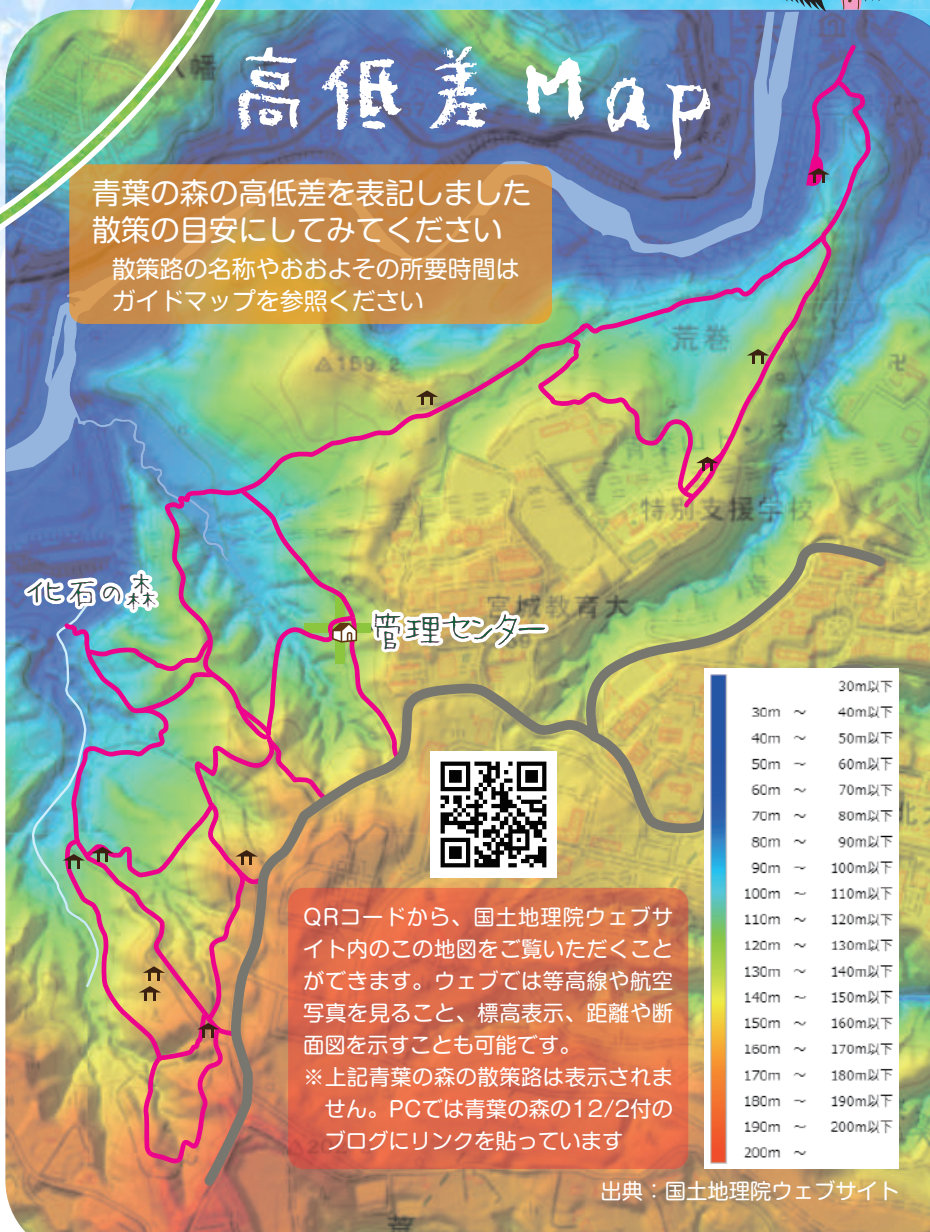 八幡
高低差Map
青葉の森の高低差を表記しました
散策の目安にしてみてください
散策路の名称やおおよその所要時間は
ガイドマップを参照ください
荒巻
△159.2
卍
特別支援学校
化石の森
宮城教育大
管理センター
30m以下
30m ～ 40m以下
40m ～ 50m以下
50m ～ 60m以下
60m ～ 70m以下
70m ～ 80m以下
80m ～ 90m以下
90m ～ 100m以下
100m ～ 110m以下
110m ～ 120m以下
120m ～ 130m以下
130m ～ 140m以下
140m ～ 150m以下
150m ～ 160m以下
160m ～ 170m以下
170m ～ 180m以下
180m ～ 190m以下
190m ～ 200m以下
200m ～
QRコードから、国土地理院ウェブサ
イト内のこの地図をご覧いただくこと
ができます。ウェブでは等高線や航空
写真を見ること、標高表示、距離や断
面図を示すことも可能です。
※上記青葉の森の散策路は表示されま
せん。PCでは青葉の森の12/2付の
ブログにリンクを貼っています
出典：国土地理院ウェブサイト